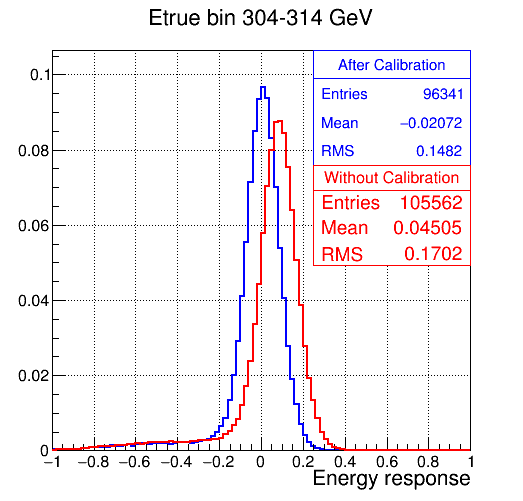 Etrue bin 304-314 GeV
After Calibration
Entries 96341
Mean −0.02072
RMS 0.1482
Without Calibration
Entries 105562
Mean 0.04505
RMS 0.1702
0.1
0.08
0.06
0.04
0.02
0
−1 −0.8 −0.6 −0.4 −0.2 0 0.2 0.4 0.6 0.8 1
Energy response